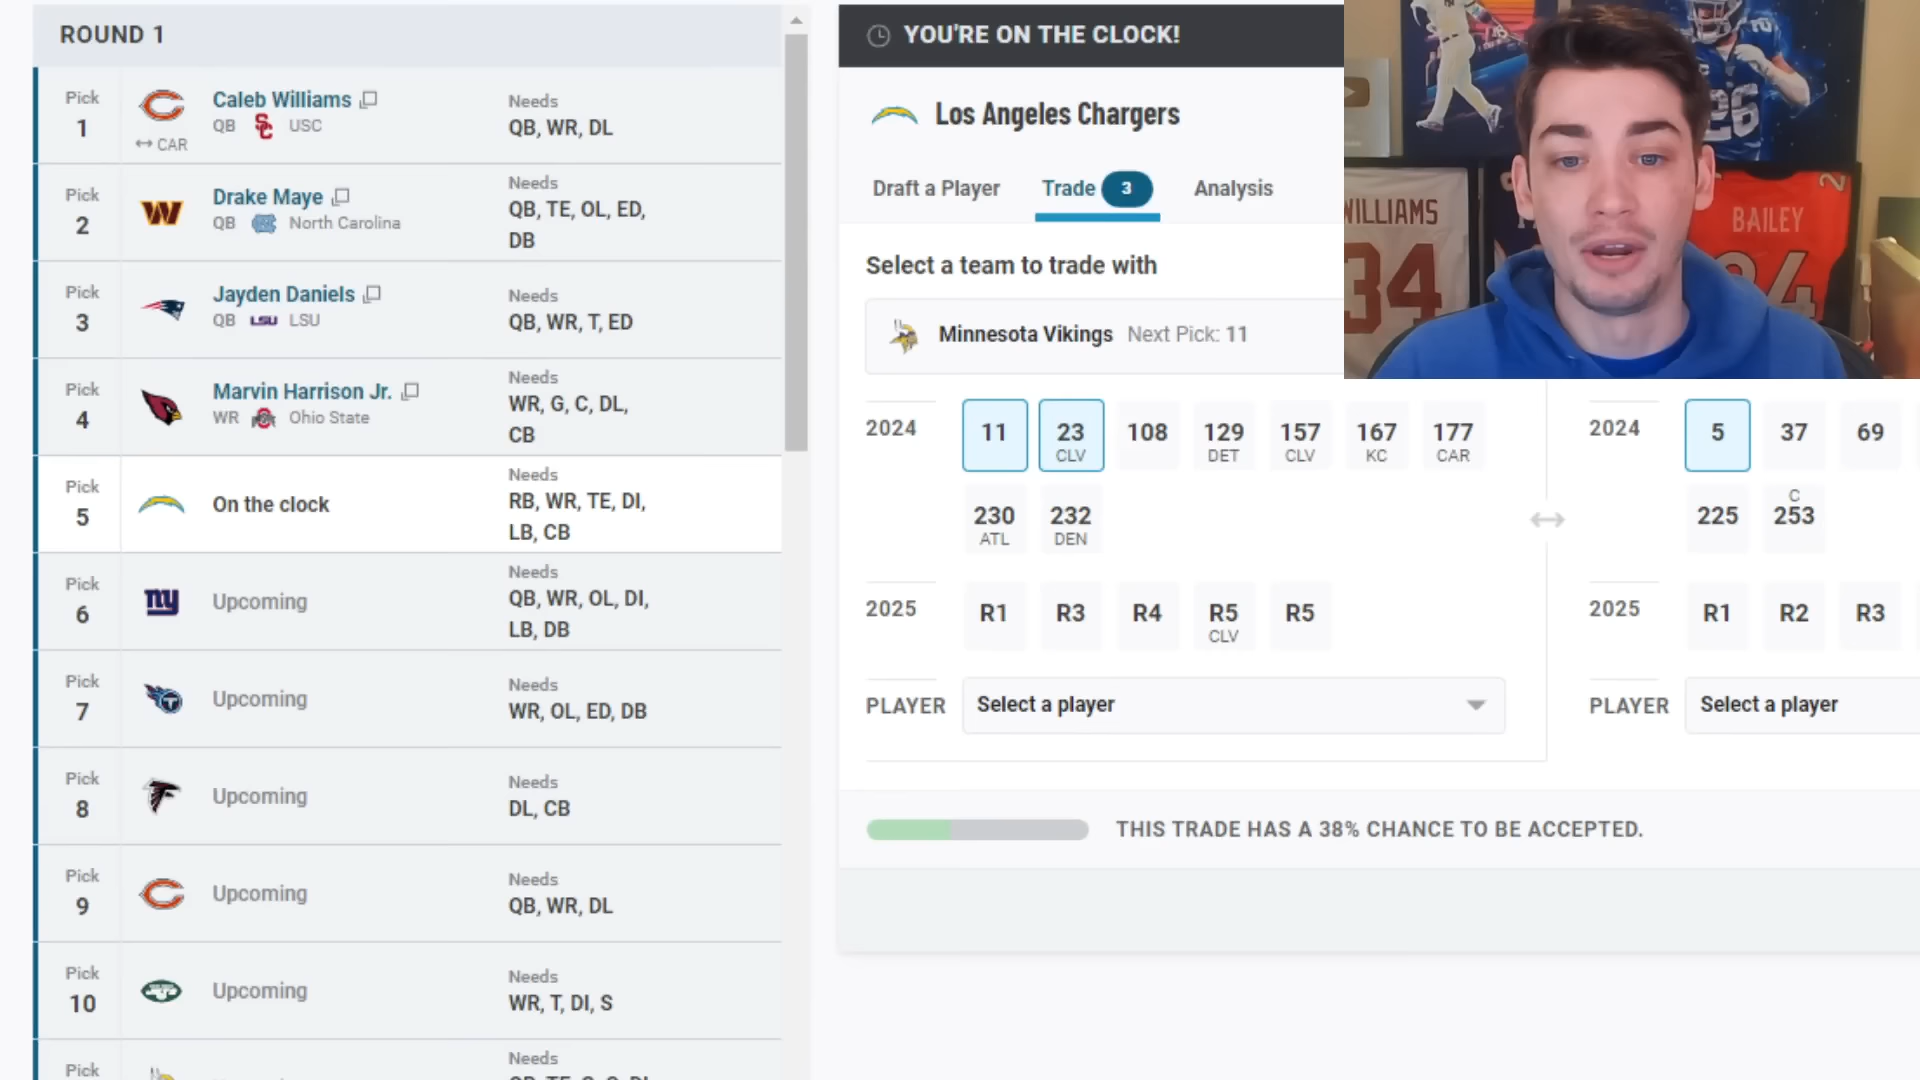 ROUND 1
Pick
1
CAR
Caleb Williams
QB USC
Needs
QB, WR, DL
Pick
2
Drake Maye
QB North Carolina
Needs
QB, TE, OL, ED,
DB
Pick
3
Jayden Daniels
QB LSU LSU
Needs
QB, WR, T, ED
Pick
4
Marvin Harrison Jr.
WR Ohio State
Needs
WR, G, C, DL,
CB
Pick
5
On the clock
Needs
RB, WR, TE, DI,
LB, CB
Pick
6
ny
Upcoming
Needs
QB, WR, OL, DI,
LB, DB
Pick
7
Upcoming
Needs
WR, OL, ED, DB
Pick
8
Upcoming
Needs
DL, CB
Pick
9
Upcoming
Needs
QB, WR, DL
Pick
10
Upcoming
Needs
WR, T, DI, S
Pick
Needs
YOU'RE ON THE CLOCK!
Los Angeles Chargers
Draft a Player Trade 3 Analysis
Select a team to trade with
Minnesota Vikings Next Pick: 11
2024 11 23 108 129 157 167 177
CLV DET CLV KC CAR
230 232
ATL DEN
2025 R1 R3 R4 R5 R5
CLV
PLAYER Select a player
2024 5 37 69
C
225 253
2025 R1 R2 R3
PLAYER Select a player
THIS TRADE HAS A 38% CHANCE TO BE ACCEPTED.
26
2
WILLIAMS
34
BAILEY
24